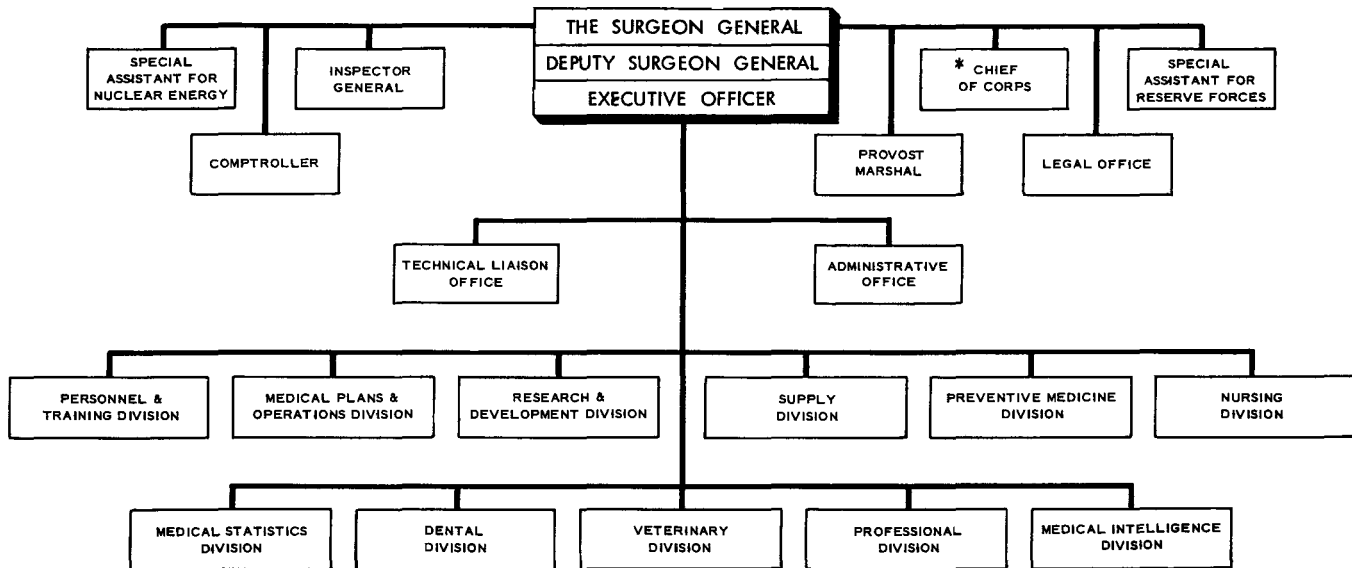 THE SURGEON GENERAL
DEPUTY SURGEON GENERAL
EXECUTIVE OFFICER
SPECIAL
ASSISTANT FOR
NUCLEAR ENERGY
INSPECTOR
GENERAL
* CHIEF
OF CORPS
SPECIAL
ASSISTANT FOR
RESERVE FORCES
COMPTROLLER
PROVOST
MARSHAL
LEGAL OFFICE
TECHNICAL LIAISON
OFFICE
ADMINISTRATIVE
OFFICE
PERSONNEL &
TRAINING DIVISION
MEDICAL PLANS &
OPERATIONS DIVISION
RESEARCH &
DEVELOPMENT DIVISION
SUPPLY
DIVISION
PREVENTIVE MEDICINE
DIVISION
NURSING
DIVISION
MEDICAL STATISTICS
DIVISION
DENTAL
DIVISION
VETERINARY
DIVISION
PROFESSIONAL
DIVISION
MEDICAL INTELLIGENCE
DIVISION